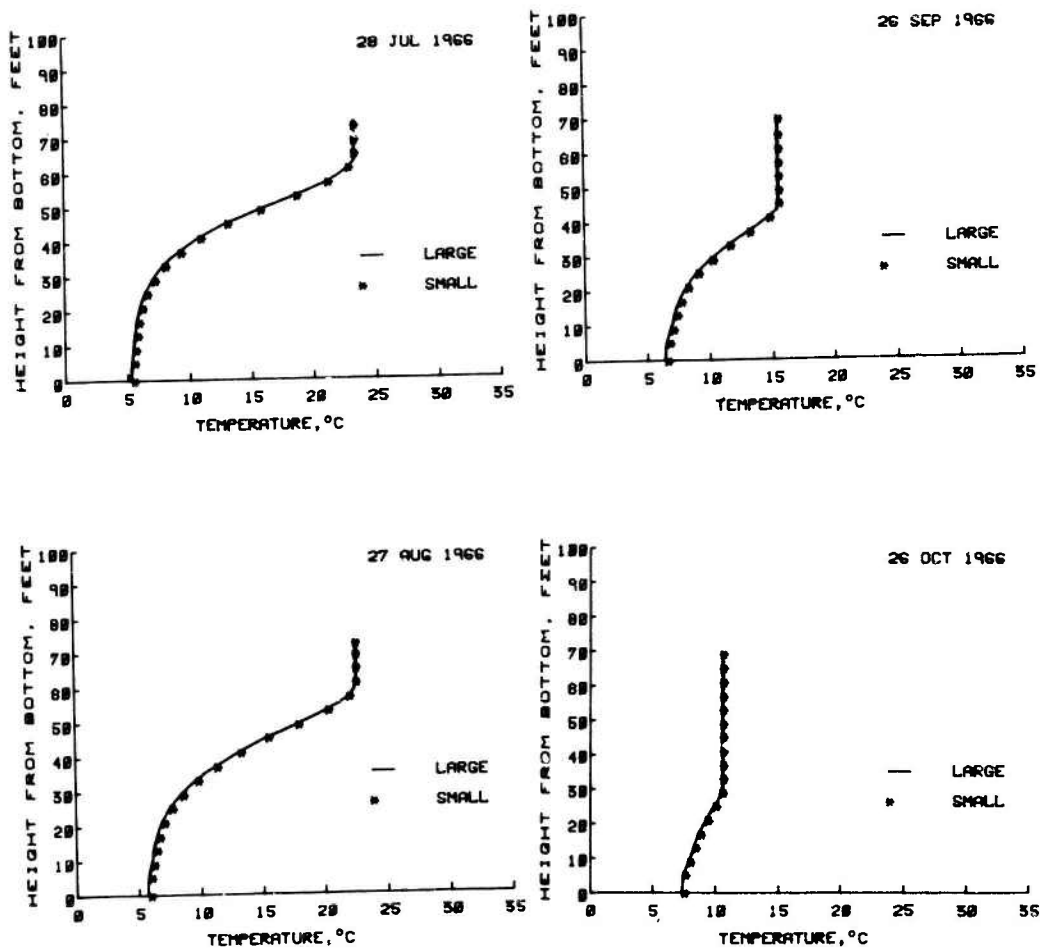 28 JUL 1966
HEIGHT FROM BOTTOM, FEET
100
90
80
70
60
50
40
30
20
10
0
LARGE
SMALL
0 5 10 15 20 25 30 35
TEMPERATURE,°C
26 SEP 1966
HEIGHT FROM BOTTOM, FEET
100
90
80
70
60
50
40
30
20
10
0
LARGE
SMALL
0 5 10 15 20 25 30 35
TEMPERATURE,°C
27 AUG 1966
HEIGHT FROM BOTTOM, FEET
100
90
80
70
60
50
40
30
20
10
0
LARGE
SMALL
0 5 10 15 20 25 30 35
TEMPERATURE,°C
26 OCT 1966
HEIGHT FROM BOTTOM, FEET
100
90
80
70
60
50
40
30
20
10
0
LARGE
SMALL
0 5 10 15 20 25 30 35
TEMPERATURE,°C